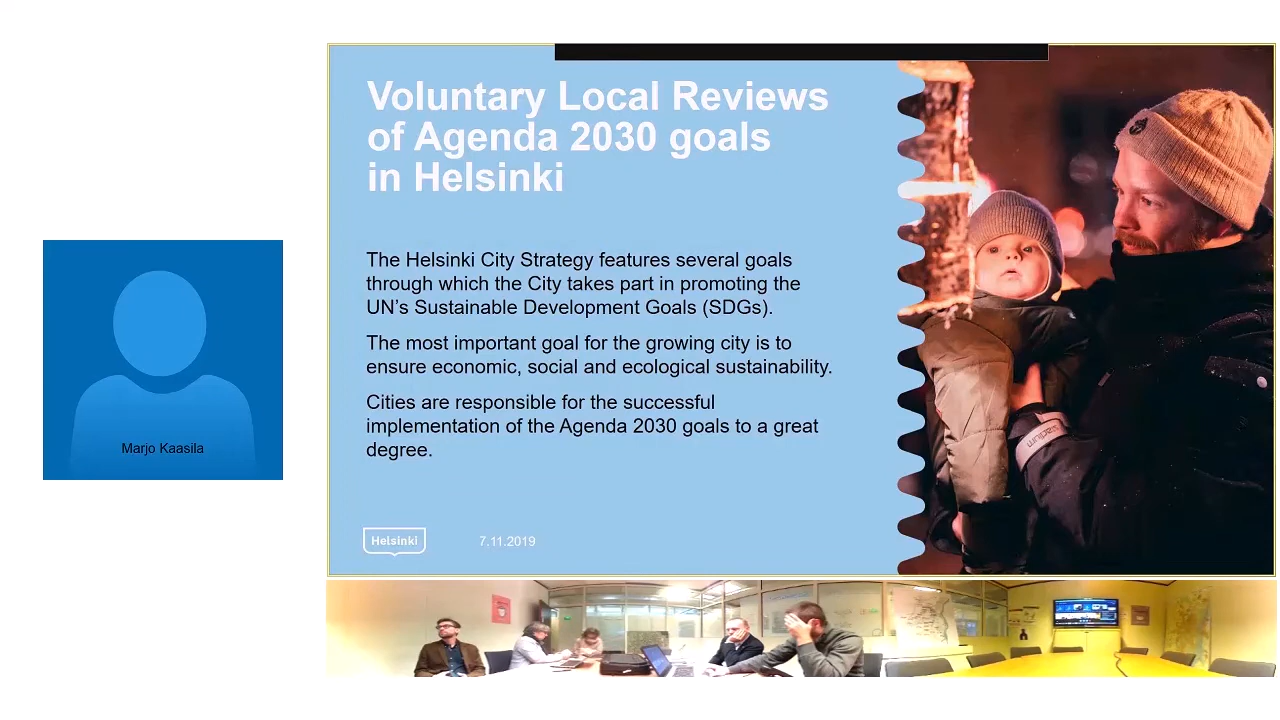 Voluntary Local Reviews
of Agenda 2030 goals
in Helsinki
The Helsinki City Strategy features several goals
through which the City takes part in promoting the
UN's Sustainable Development Goals (SDGs).
The most important goal for the growing city is to
ensure economic, social and ecological sustainability.
Cities are responsible for the successful
implementation of the Agenda 2030 goals to a great
degree.
Helsinki
7.11.2019
Marjo Kaasila
stadium